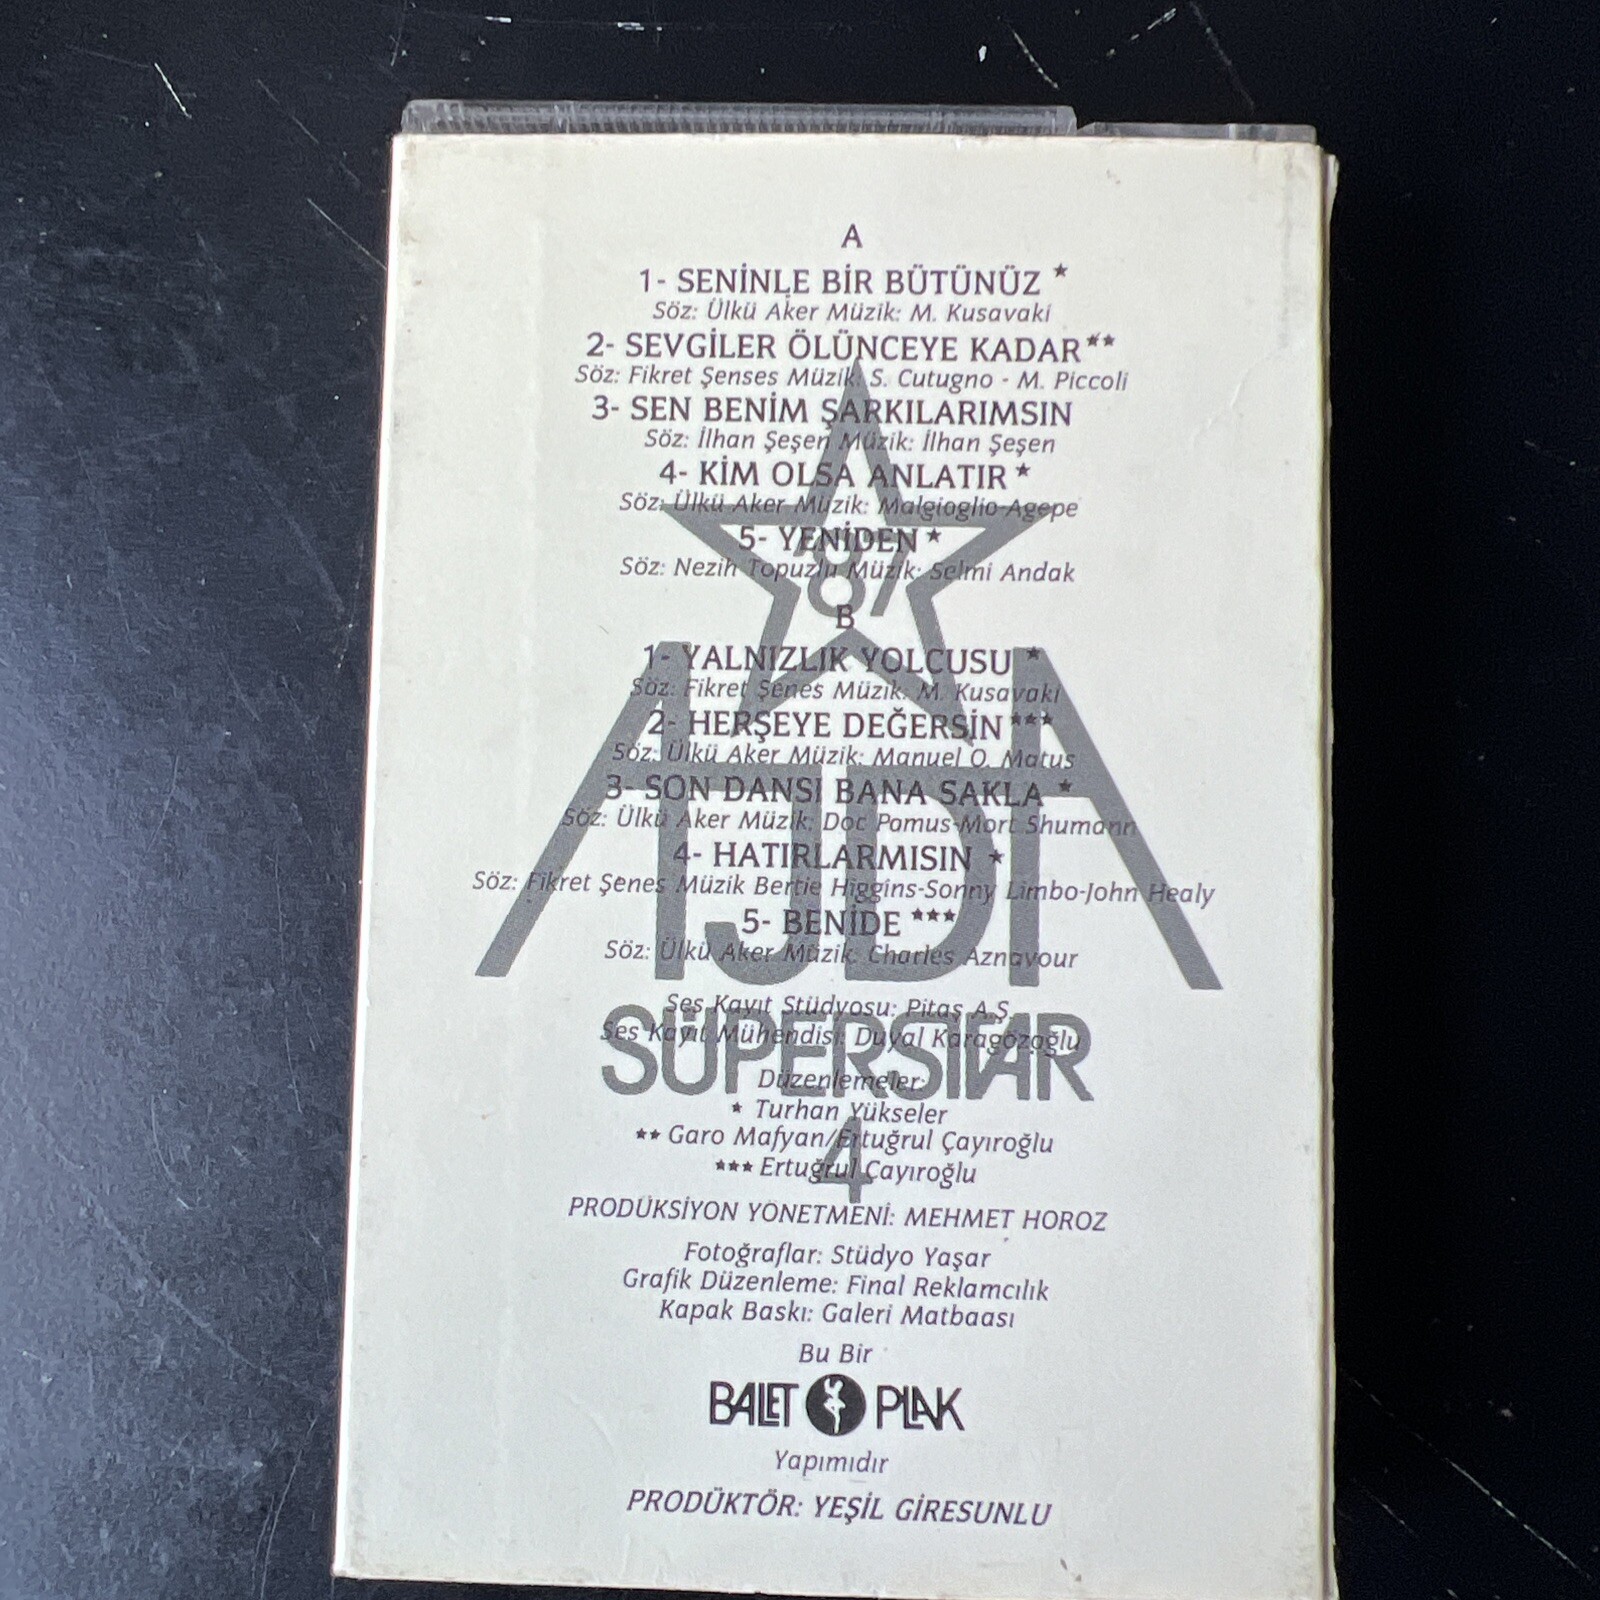 A
1- SENİNLE BİR BÜTÜNÜZ *
Söz: Ülkü Aker Müzik: M. Kusavaki
2- SEVGİLER ÖLÜNCEYE KADAR **
Söz: Fikret Şenses Müzik: S. Cutugno - M. Piccoli
3- SEN BENİM ŞARKILARIMSIN
Söz: İlhan Şeşen Müzik: İlhan Şeşen
4- KİM OLSA ANLATIR *
Söz: Ülkü Aker Müzik: Malgioglio-Agepe
5- YENİDEN *
Söz: Nezih Topuzlu Müzik: Selmi Andak
87
B
1- YALNIZLIK YOLCUSU *
Söz: Fikret Şenes Müzik: M. Kusavaki
2- HERŞEYE DEĞERSİN ***
Söz: Ülkü Aker Müzik: Manuel O. Matus
3- SON DANSI BANA SAKLA *
Söz: Ülkü Aker Müzik: Doc Pomus-Mort Shumann
4- HATIRLARMISIN *
Söz: Fikret Şenes Müzik Bertie Higgins-Sonny Limbo-John Healy
5- BENİDE ***
Söz: Ülkü Aker Müzik: Charles Aznavour
AJDA
Ses Kayıt Stüdyosu: Pitaş A.Ş.
Ses Kayıt Mühendisi: Duyal Karagözoğlu
SÜPERSTAR
Düzenlemeler:
* Turhan Yükseler
** Garo Mafyan/Ertuğrul Çayıroğlu
4
*** Ertuğrul Çayıroğlu
PRODÜKSİYON YÖNETMENİ: MEHMET HOROZ
Fotoğraflar: Stüdyo Yaşar
Grafik Düzenleme: Final Reklamcılık
Kapak Baskı: Galeri Matbaası
Bu Bir
BALET PLAK
Yapımıdır
PRODÜKTÖR: YEŞİL GİRESUNLU